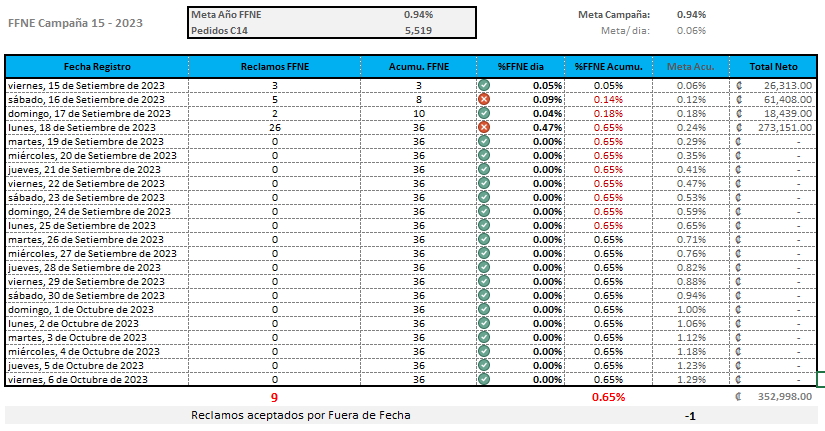 FFNE Campaña 15 - 2023
Meta Año FFNE 0.94%
Pedidos C14 5,519
Meta Campaña: 0.94%
Meta/ dia: 0.06%
Fecha Registro Reclamos FFNE Acumu. FFNE %FFNE dia %FFNE Acumu. Meta Acu. Total Neto
viernes, 15 de Setiembre de 2023 3 3 0.05% 0.05% 0.06% ₡ 26,313.00
sábado, 16 de Setiembre de 2023 5 8 0.09% 0.14% 0.12% ₡ 61,408.00
domingo, 17 de Setiembre de 2023 2 10 0.04% 0.18% 0.18% ₡ 18,439.00
lunes, 18 de Setiembre de 2023 26 36 0.47% 0.65% 0.24% ₡ 273,151.00
martes, 19 de Setiembre de 2023 0 36 0.00% 0.65% 0.29% ₡ -
miércoles, 20 de Setiembre de 2023 0 36 0.00% 0.65% 0.35% ₡ -
jueves, 21 de Setiembre de 2023 0 36 0.00% 0.65% 0.41% ₡ -
viernes, 22 de Setiembre de 2023 0 36 0.00% 0.65% 0.47% ₡ -
sábado, 23 de Setiembre de 2023 0 36 0.00% 0.65% 0.53% ₡ -
domingo, 24 de Setiembre de 2023 0 36 0.00% 0.65% 0.59% ₡ -
lunes, 25 de Setiembre de 2023 0 36 0.00% 0.65% 0.65% ₡ -
martes, 26 de Setiembre de 2023 0 36 0.00% 0.65% 0.71% ₡ -
miércoles, 27 de Setiembre de 2023 0 36 0.00% 0.65% 0.76% ₡ -
jueves, 28 de Setiembre de 2023 0 36 0.00% 0.65% 0.82% ₡ -
viernes, 29 de Setiembre de 2023 0 36 0.00% 0.65% 0.88% ₡ -
sábado, 30 de Setiembre de 2023 0 36 0.00% 0.65% 0.94% ₡ -
domingo, 1 de Octubre de 2023 0 36 0.00% 0.65% 1.00% ₡ -
lunes, 2 de Octubre de 2023 0 36 0.00% 0.65% 1.06% ₡ -
martes, 3 de Octubre de 2023 0 36 0.00% 0.65% 1.12% ₡ -
miércoles, 4 de Octubre de 2023 0 36 0.00% 0.65% 1.18% ₡ -
jueves, 5 de Octubre de 2023 0 36 0.00% 0.65% 1.23% ₡ -
viernes, 6 de Octubre de 2023 0 36 0.00% 0.65% 1.29% ₡ -
9 0.65% ₡ 352,998.00
Reclamos aceptados por Fuera de Fecha -1